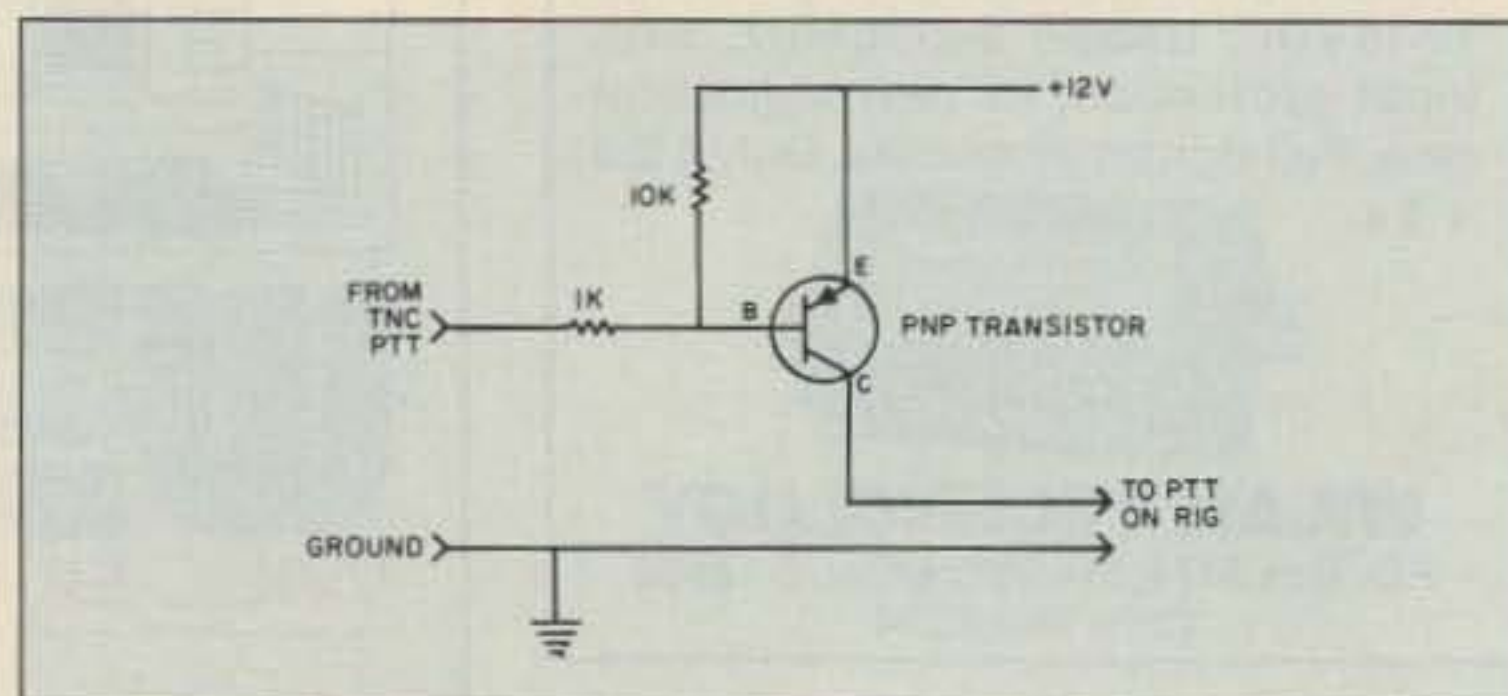 +12V
10K
E
FROM
TNC
PTT
1K
B
PNP TRANSISTOR
C
TO PTT
ON RIG
GROUND